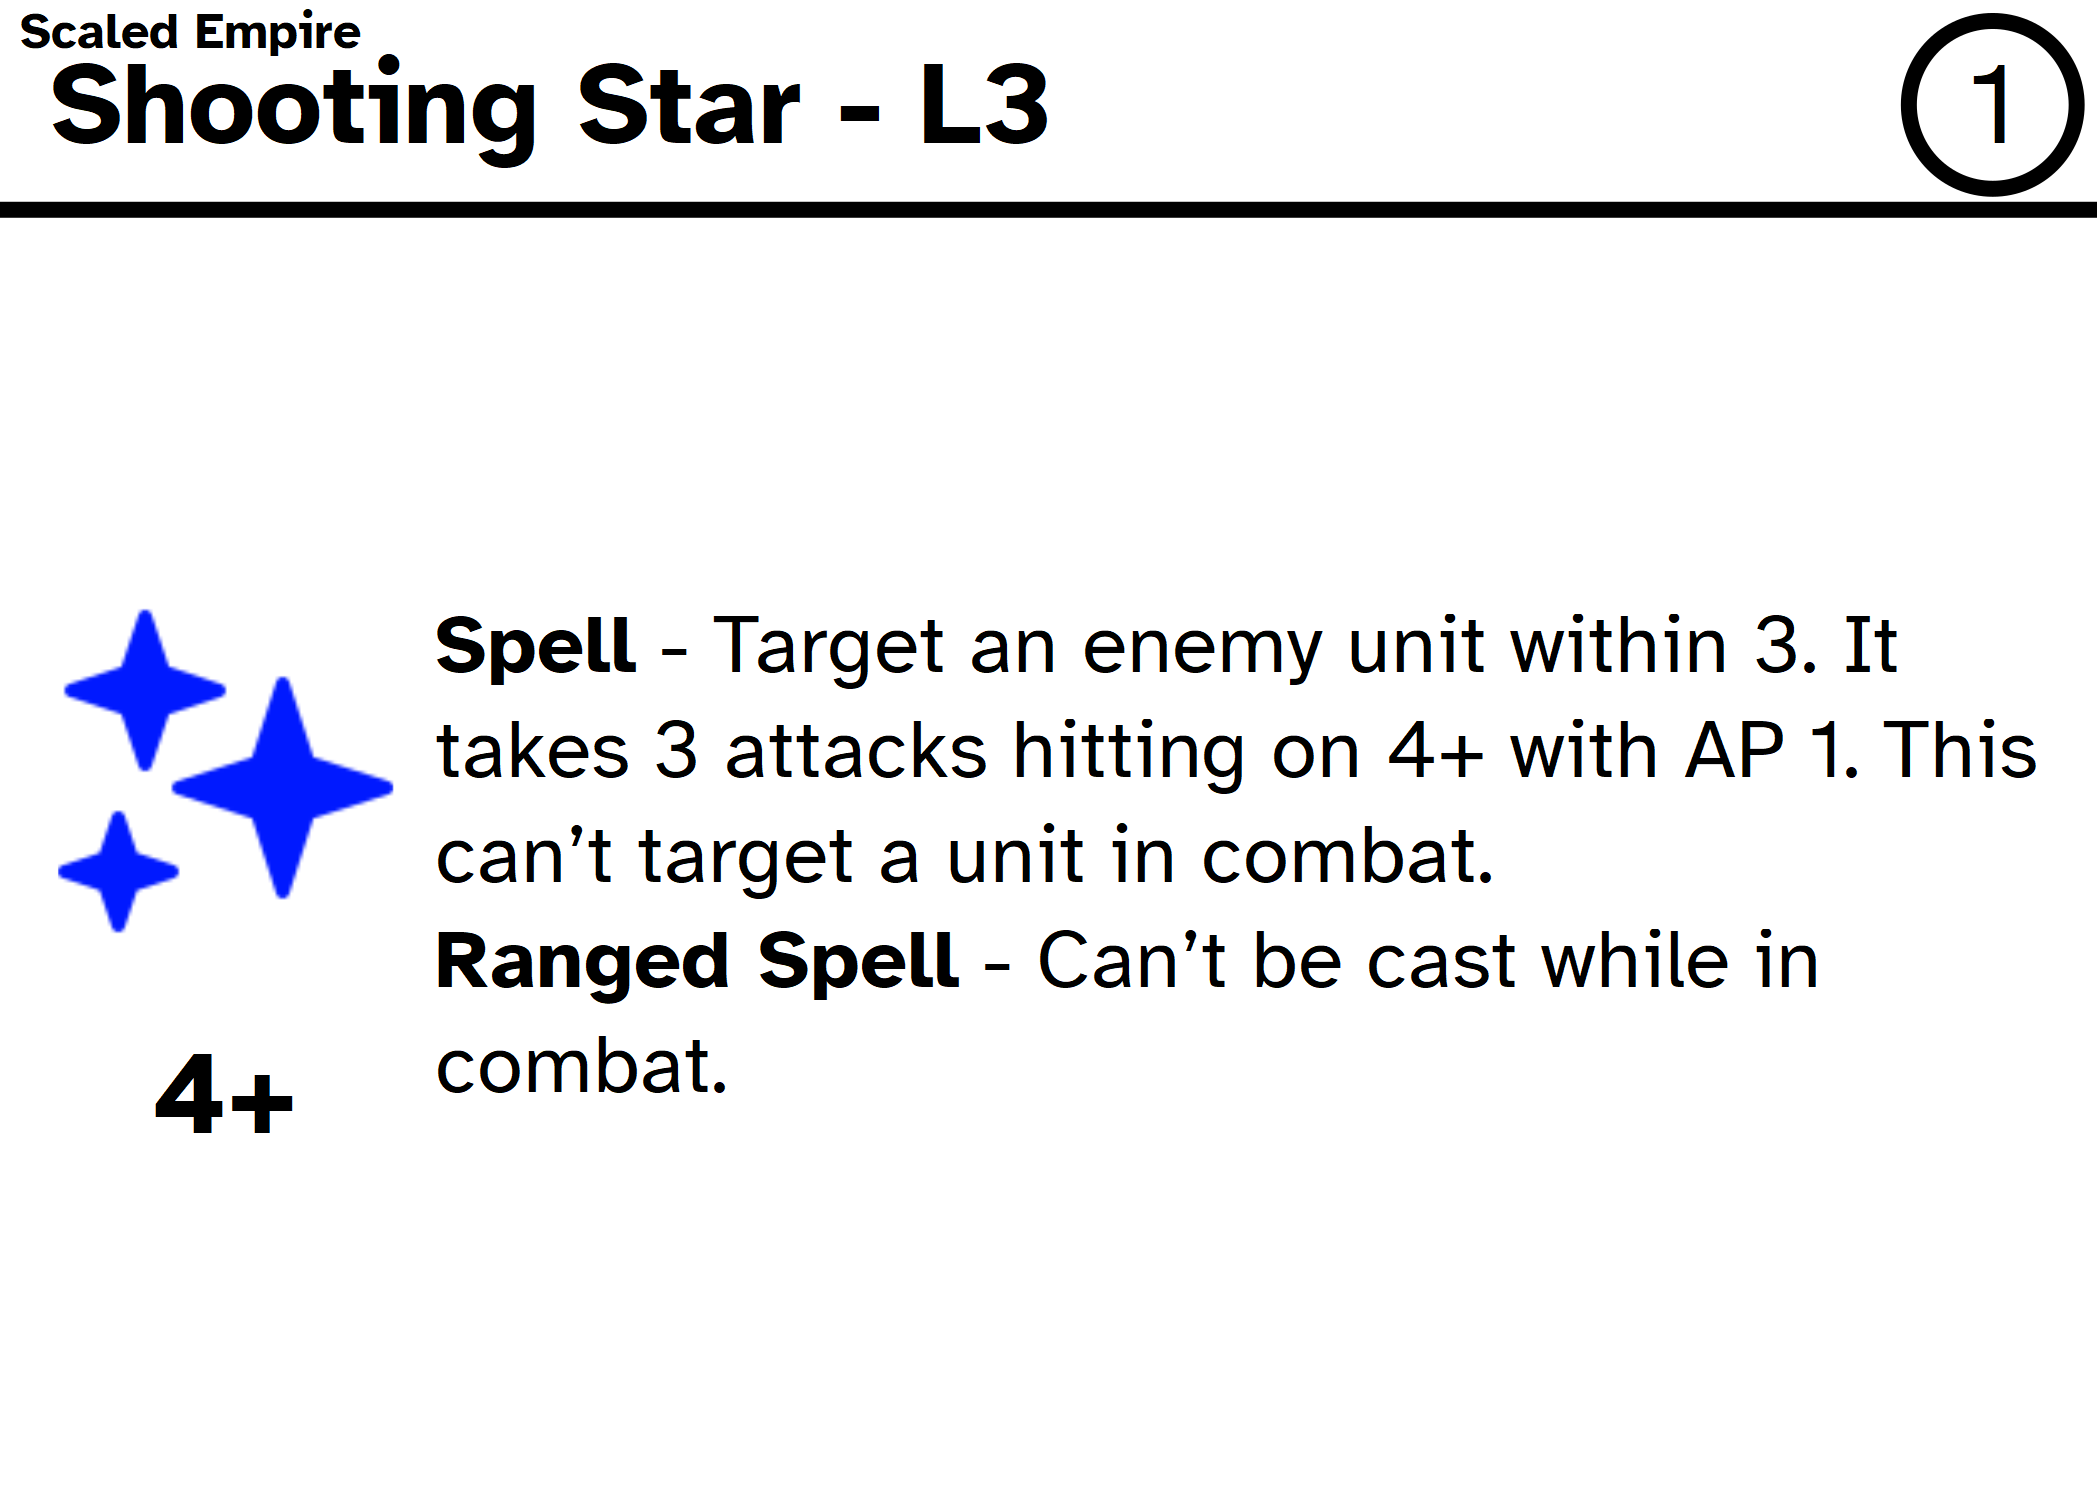 Scaled Empire
Shooting Star - L3
1
Spell - Target an enemy unit within 3. It
takes 3 attacks hitting on 4+ with AP 1. This
can’t target a unit in combat.
Ranged Spell - Can’t be cast while in
combat.
4+